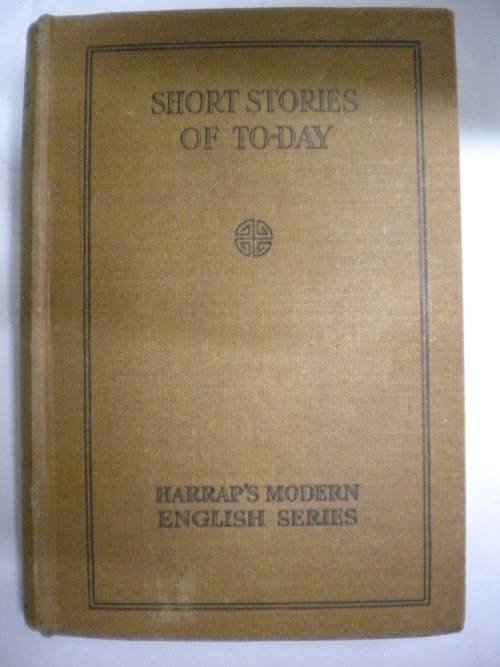 SHORT STORIES
OF TO-DAY
HARRAP'S MODERN
ENGLISH SERIES